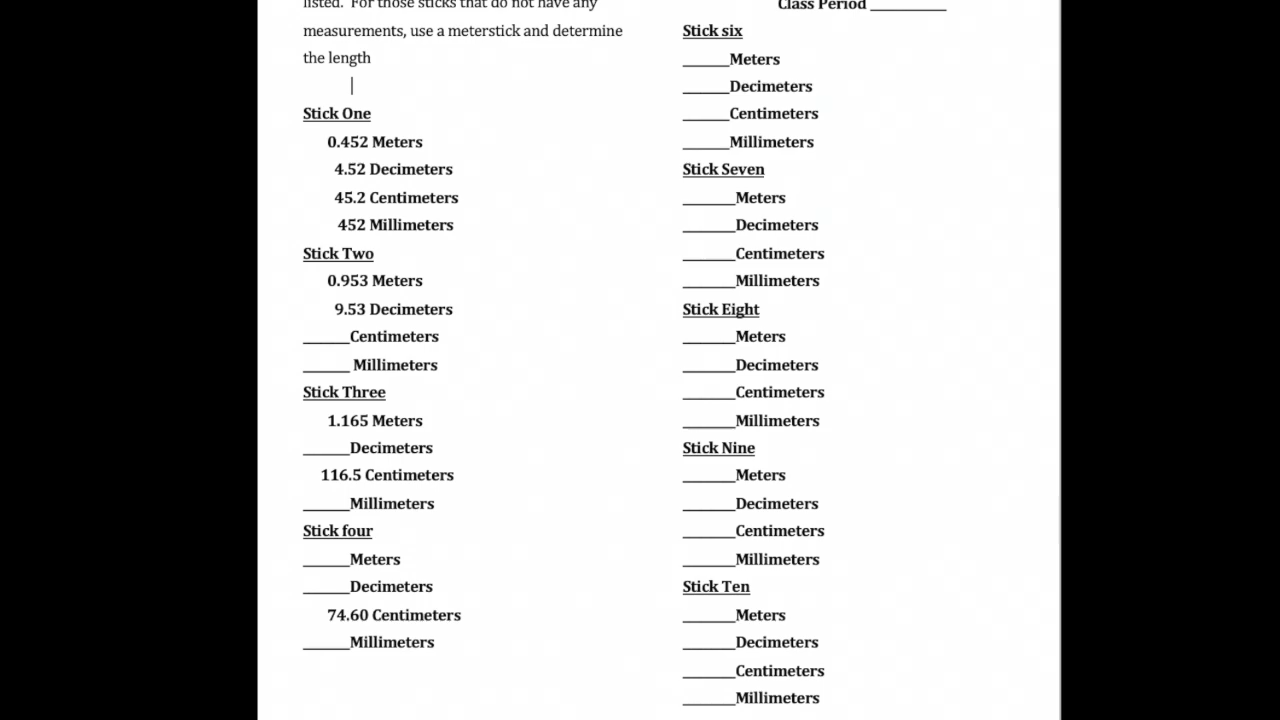 listed. For those sticks that do not have any
measurements, use a meterstick and determine
the length
Stick One
0.452 Meters
4.52 Decimeters
45.2 Centimeters
452 Millimeters
Stick Two
0.953 Meters
9.53 Decimeters
______Centimeters
______ Millimeters
Stick Three
1.165 Meters
______Decimeters
116.5 Centimeters
______Millimeters
Stick four
______Meters
______Decimeters
74.60 Centimeters
______Millimeters
Class Period __________
Stick six
______Meters
______Decimeters
______Centimeters
______Millimeters
Stick Seven
_______Meters
_______Decimeters
_______Centimeters
_______Millimeters
Stick Eight
_______Meters
_______Decimeters
_______Centimeters
_______Millimeters
Stick Nine
_______Meters
_______Decimeters
_______Centimeters
_______Millimeters
Stick Ten
_______Meters
_______Decimeters
_______Centimeters
_______Millimeters